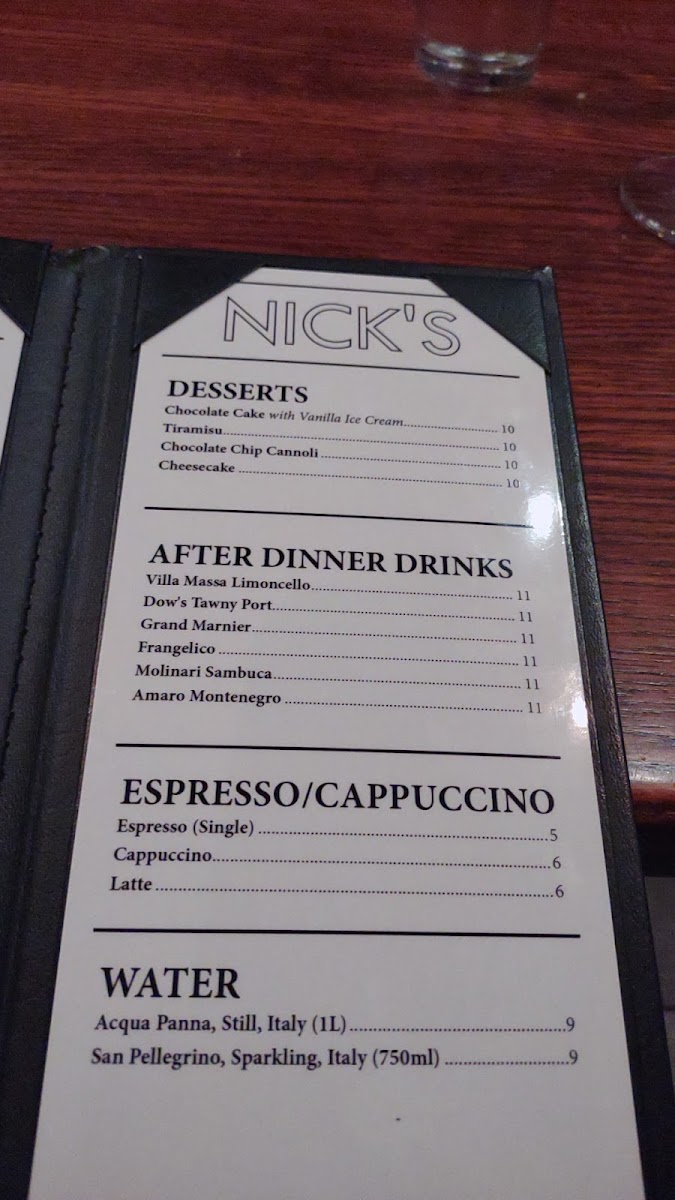 NICK'S
DESSERTS
Chocolate Cake with Vanilla Ice Cream.............................. 10
Tiramisu.......................................................................... 10
Chocolate Chip Cannoli ................................................ 10
Cheesecake ...................................................................... 10
AFTER DINNER DRINKS
Villa Massa Limoncello.................................................... 11
Dow's Tawny Port............................................................. 11
Grand Marnier.................................................................. 11
Frangelico ......................................................................... 11
Molinari Sambuca............................................................. 11
Amaro Montenegro .......................................................... 11
ESPRESSO/CAPPUCCINO
Espresso (Single) ..............................................................5
Cappuccino........................................................................6
Latte ..................................................................................6
WATER
Acqua Panna, Still, Italy (1L)............................................9
San Pellegrino, Sparkling, Italy (750ml) .........................9